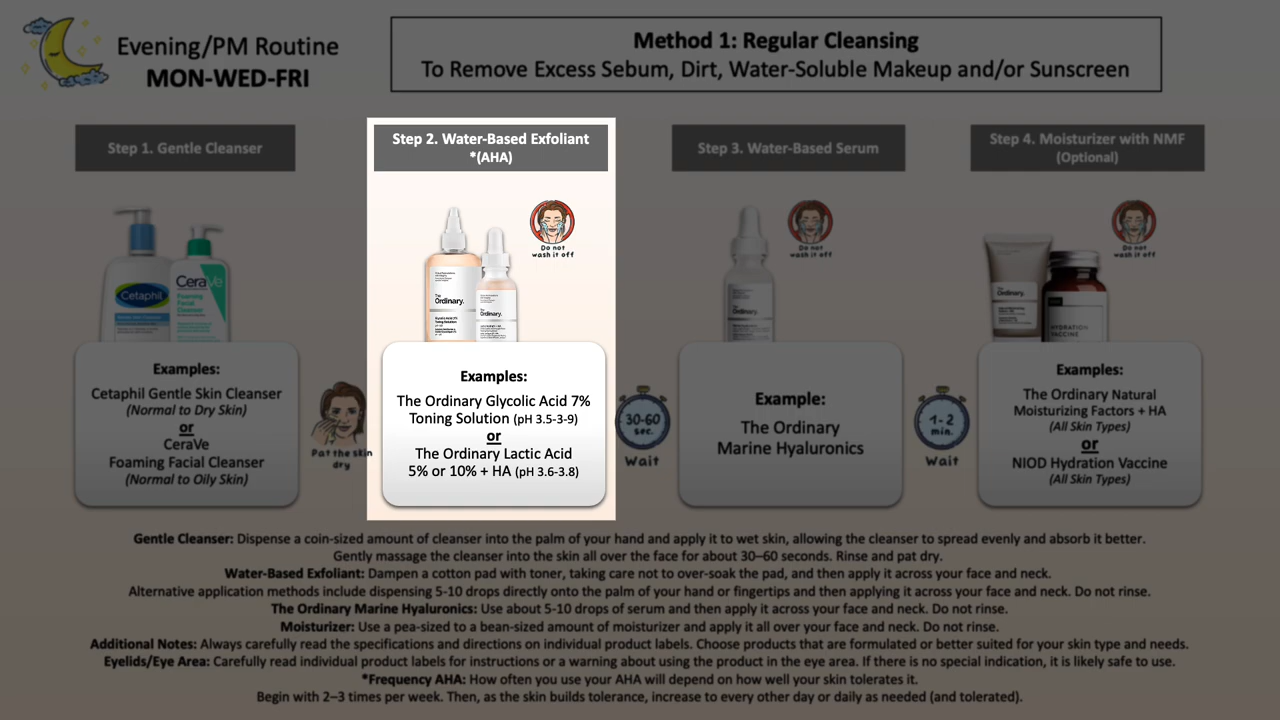 Evening/PM Routine
MON-WED-FRI
Method 1: Regular Cleansing
To Remove Excess Sebum, Dirt, Water-Soluble Makeup and/or Sunscreen
Step 1. Gentle Cleanser
Cetaphil
CeraVe
Foaming
Facial
Cleanser
Examples:
Cetaphil Gentle Skin Cleanser
(Normal to Dry Skin)
or
CeraVe
Foaming Facial Cleanser
(Normal to Oily Skin)
Pat the skin
dry
Step 2. Water-Based Exfoliant
*(AHA)
Do not
wash it off
The
Ordinary.
Glycolic Acid 7%
Toning Solution
The
Ordinary.
Examples:
The Ordinary Glycolic Acid 7%
Toning Solution (pH 3.5-3-9)
or
The Ordinary Lactic Acid
5% or 10% + HA (pH 3.6-3.8)
30-60
sec.
Wait
Step 3. Water-Based Serum
Do not
wash it off
The
Ordinary.
Example:
The Ordinary
Marine Hyaluronics
1-2
min.
Wait
Step 4. Moisturizer with NMF
(Optional)
Do not
wash it off
The
Ordinary.
HYDRATION
VACCINE
Examples:
The Ordinary Natural
Moisturizing Factors + HA
(All Skin Types)
or
NIOD Hydration Vaccine
(All Skin Types)
Gentle Cleanser: Dispense a coin-sized amount of cleanser into the palm of your hand and apply it to wet skin, allowing the cleanser to spread evenly and absorb it better.
Gently massage the cleanser into the skin all over the face for about 30–60 seconds. Rinse and pat dry.
Water-Based Exfoliant: Dampen a cotton pad with toner, taking care not to over-soak the pad, and then apply it across your face and neck.
Alternative application methods include dispensing 5-10 drops directly onto the palm of your hand or fingertips and then applying it across your face and neck. Do not rinse.
The Ordinary Marine Hyaluronics: Use about 5-10 drops of serum and then apply it across your face and neck. Do not rinse.
Moisturizer: Use a pea-sized to a bean-sized amount of moisturizer and apply it all over your face and neck. Do not rinse.
Additional Notes: Always carefully read the specifications and directions on individual product labels. Choose products that are formulated or better suited for your skin type and needs.
Eyelids/Eye Area: Carefully read individual product labels for instructions or a warning about using the product in the eye area. If there is no special indication, it is likely safe to use.
*Frequency AHA: How often you use your AHA will depend on how well your skin tolerates it.
Begin with 2–3 times per week. Then, as the skin builds tolerance, increase to every other day or daily as needed (and tolerated).